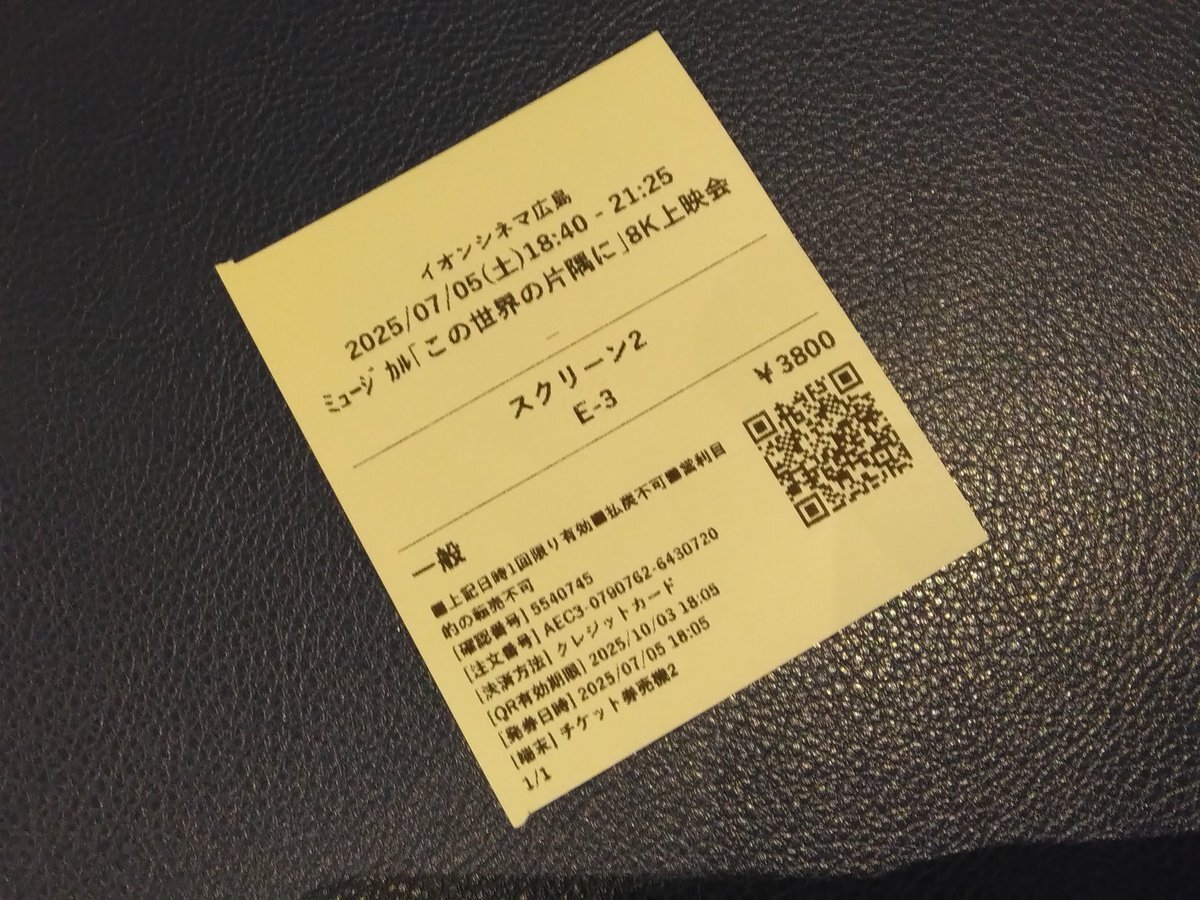 イオンシネマ広島
2025/07/05(土)18:40 - 21:25
ﾐｭｰｼﾞｶﾙ｢この世界の片隅に｣8K上映会
スクリーン2
E-3
￥3800
一般
■上記日時1回限り有効■払戻不可■営利目
的の転売不可
[確認番号] 5540745
[注文番号] AEC3-0790762-6430720
[決済方法] クレジットカード
[QR有効期限] 2025/10/03 18:05
[発券日時] 2025/07/05 18:05
[端末] チケット券売機2
1/1